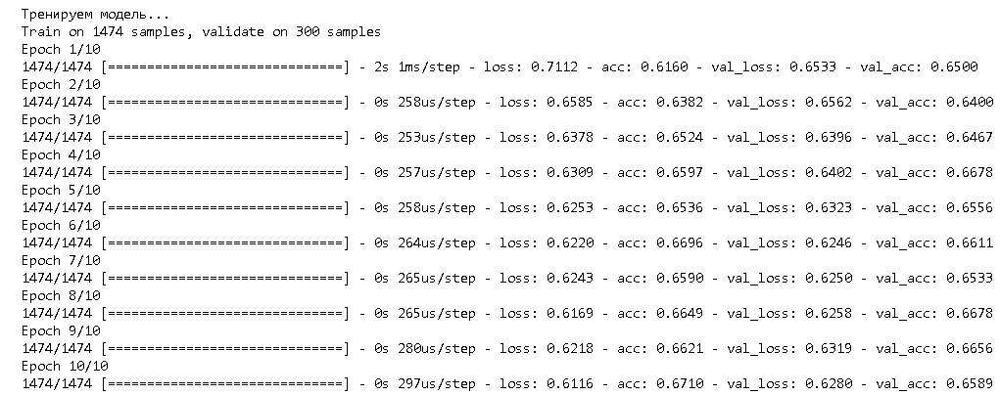 Тренируем модель...
Train on 1474 samples, validate on 300 samples
Epoch 1/10
1474/1474 [==============================] - 2s 1ms/step - loss: 0.7112 - acc: 0.6160 - val_loss: 0.6533 - val_acc: 0.6500
Epoch 2/10
1474/1474 [==============================] - 0s 258us/step - loss: 0.6585 - acc: 0.6382 - val_loss: 0.6562 - val_acc: 0.6400
Epoch 3/10
1474/1474 [==============================] - 0s 253us/step - loss: 0.6378 - acc: 0.6524 - val_loss: 0.6396 - val_acc: 0.6467
Epoch 4/10
1474/1474 [==============================] - 0s 257us/step - loss: 0.6309 - acc: 0.6597 - val_loss: 0.6402 - val_acc: 0.6678
Epoch 5/10
1474/1474 [==============================] - 0s 258us/step - loss: 0.6253 - acc: 0.6536 - val_loss: 0.6323 - val_acc: 0.6556
Epoch 6/10
1474/1474 [==============================] - 0s 264us/step - loss: 0.6220 - acc: 0.6696 - val_loss: 0.6246 - val_acc: 0.6611
Epoch 7/10
1474/1474 [==============================] - 0s 265us/step - loss: 0.6243 - acc: 0.6590 - val_loss: 0.6250 - val_acc: 0.6533
Epoch 8/10
1474/1474 [==============================] - 0s 265us/step - loss: 0.6169 - acc: 0.6649 - val_loss: 0.6258 - val_acc: 0.6678
Epoch 9/10
1474/1474 [==============================] - 0s 280us/step - loss: 0.6218 - acc: 0.6621 - val_loss: 0.6319 - val_acc: 0.6656
Epoch 10/10
1474/1474 [==============================] - 0s 297us/step - loss: 0.6116 - acc: 0.6710 - val_loss: 0.6280 - val_acc: 0.6589